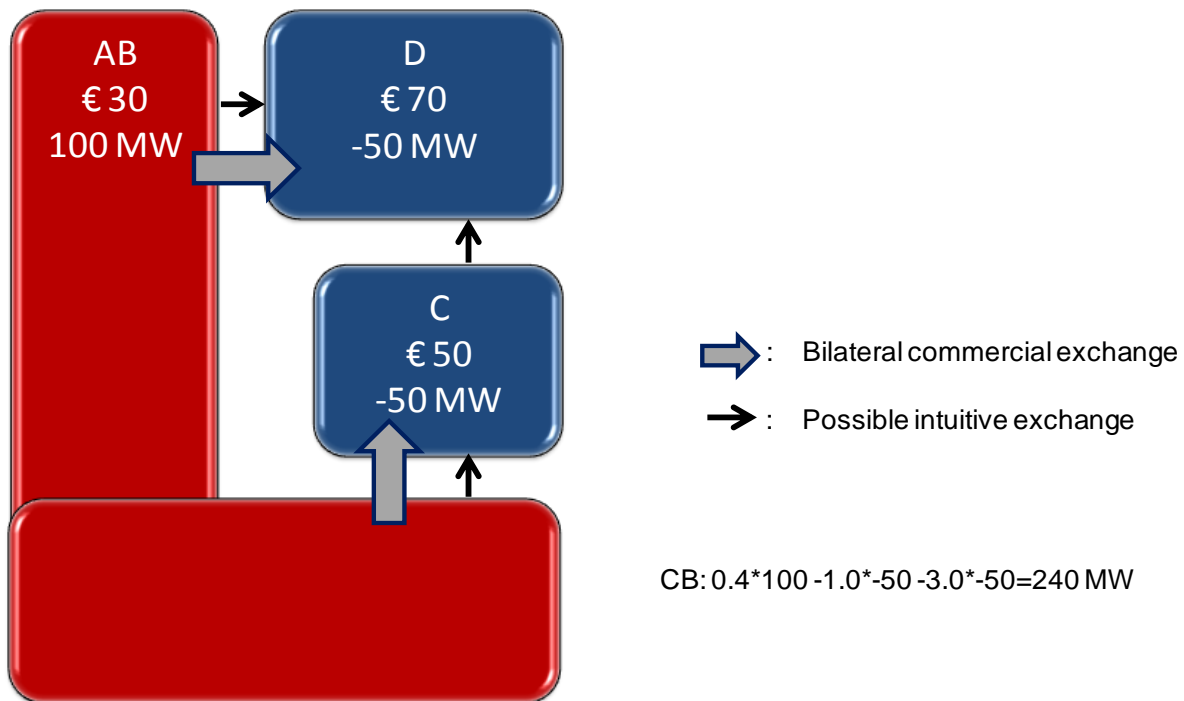 AB
€ 30
100 MW
D
€ 70
-50 MW
C
€ 50
-50 MW
: Bilateral commercial exchange
: Possible intuitive exchange
CB: 0.4*100 -1.0*-50 -3.0*-50=240 MW